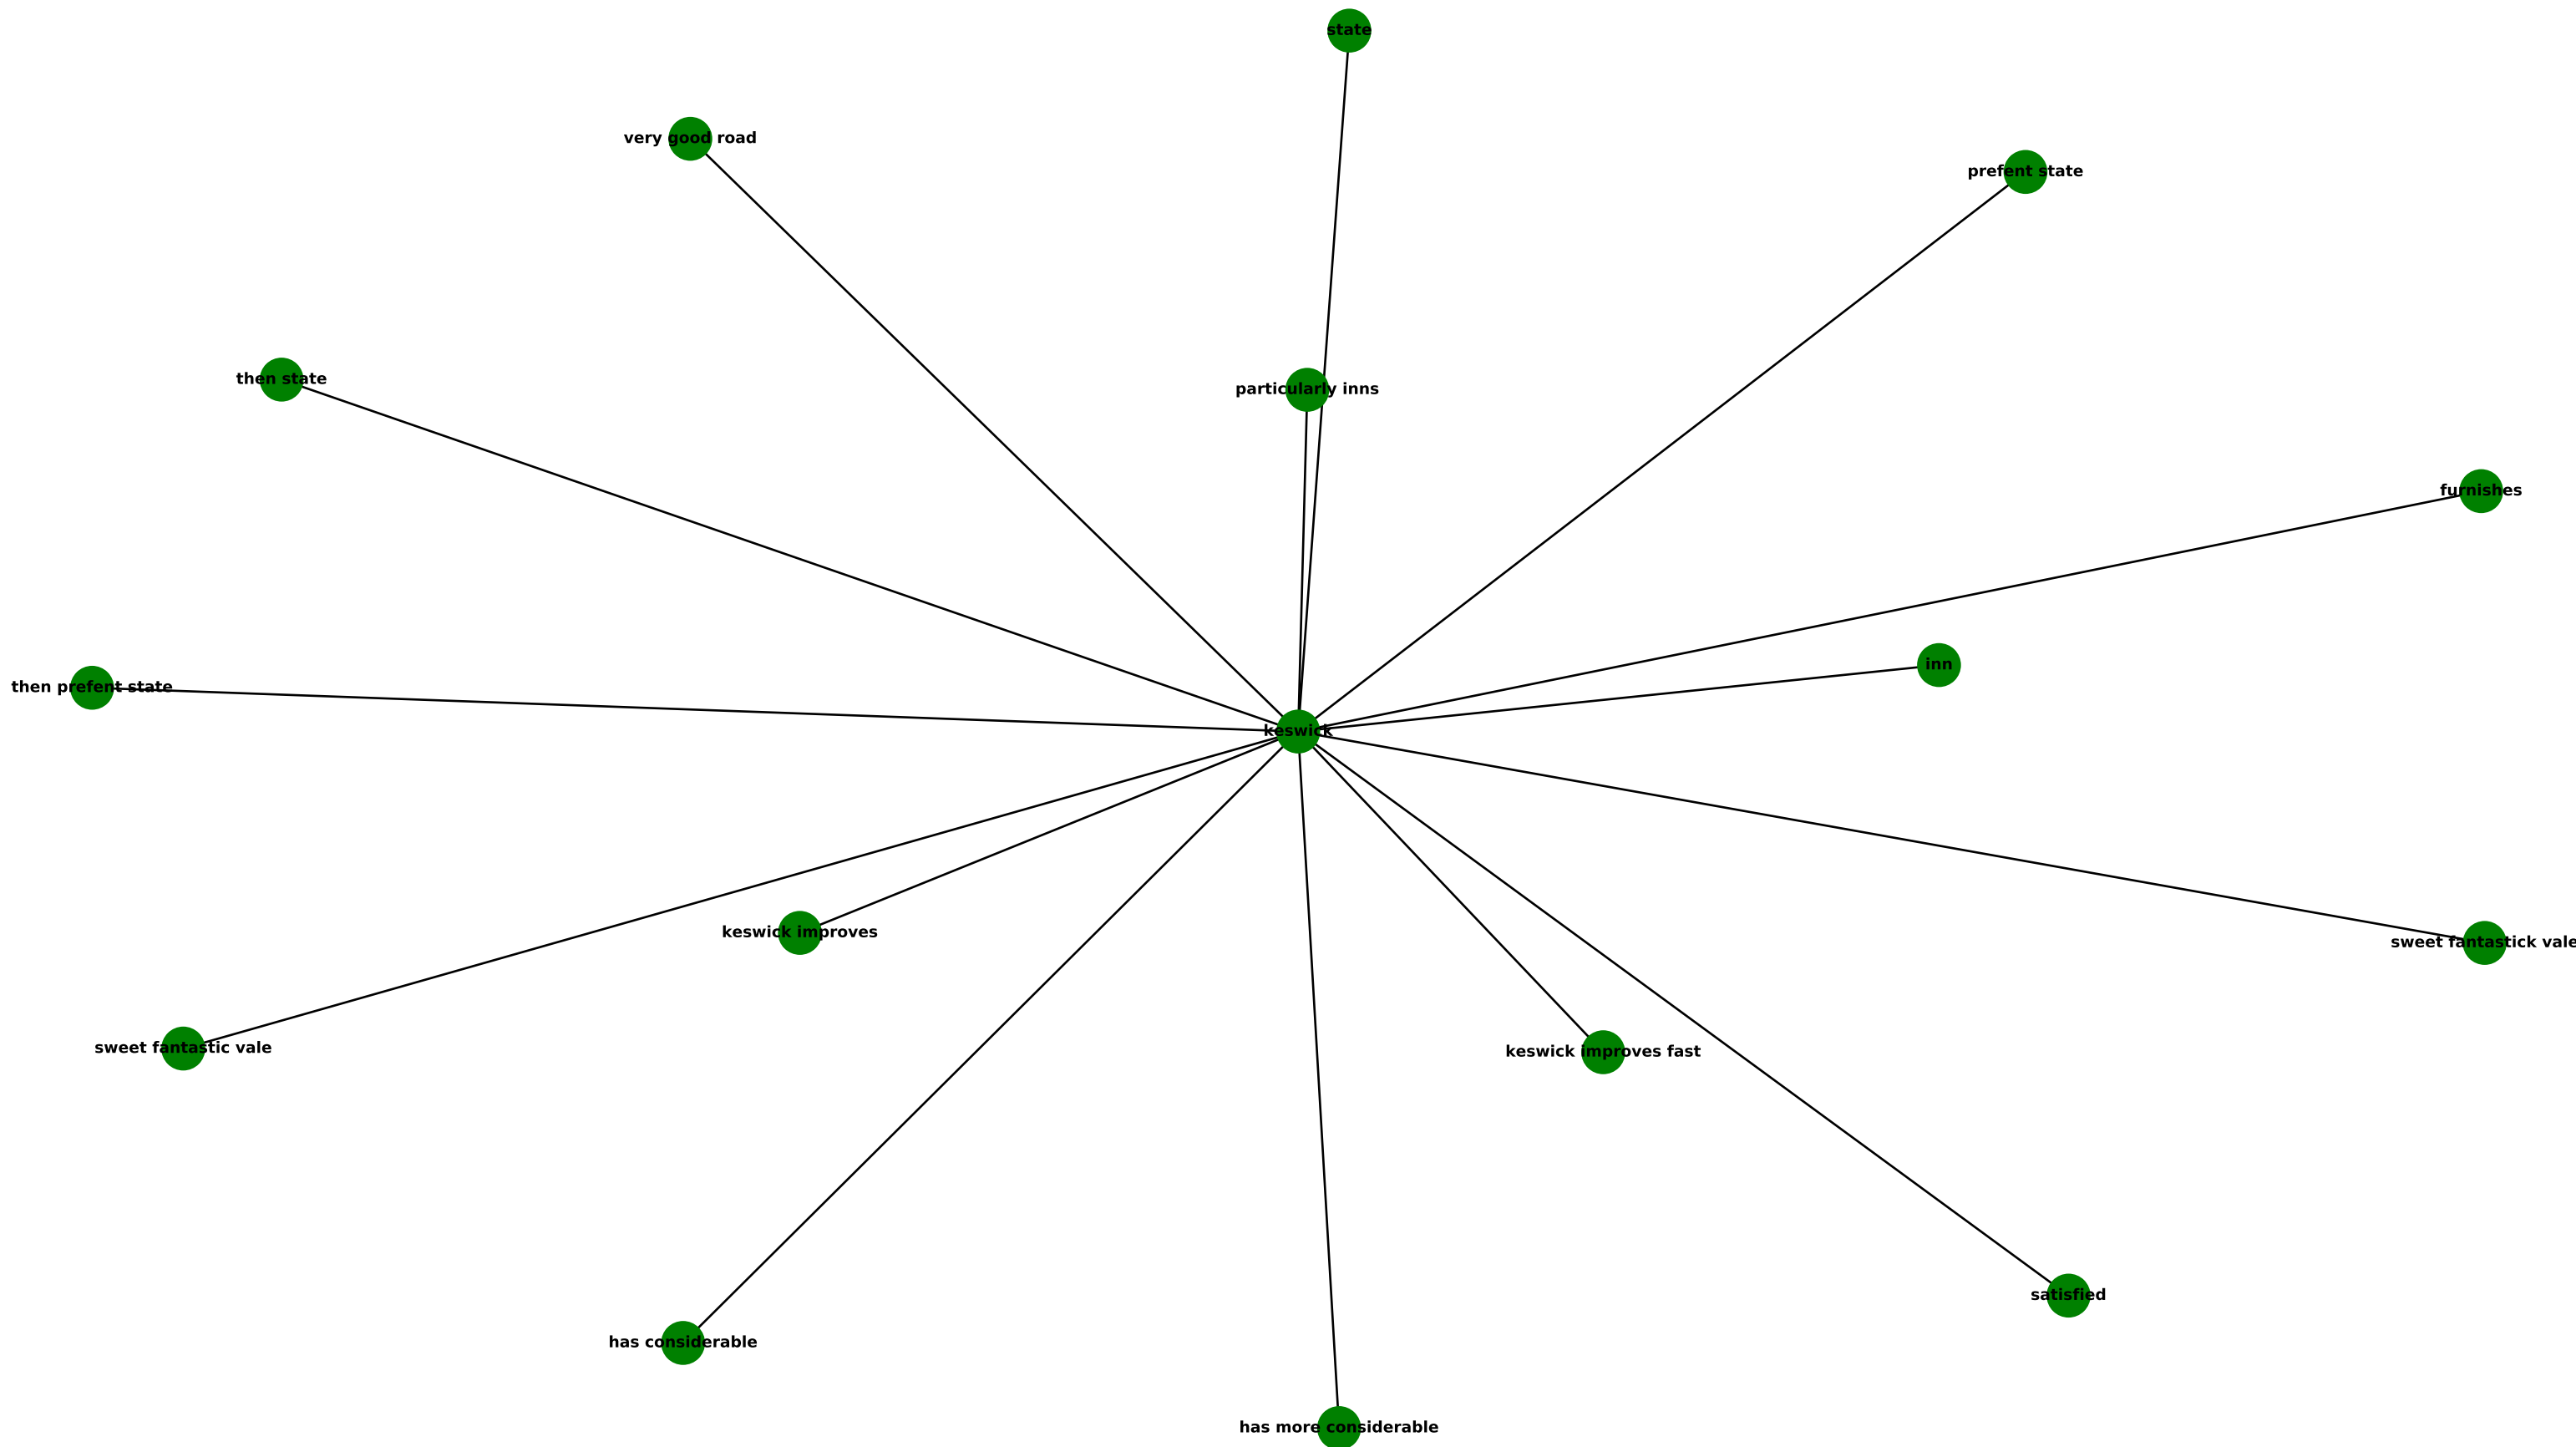 state
very good road
prefent state
then state
particularly inns
furnishes
inn
then prefent state
keswick
keswick improves
sweet fantastick vale
sweet fantastic vale
keswick improves fast
satisfied
has considerable
has more considerable